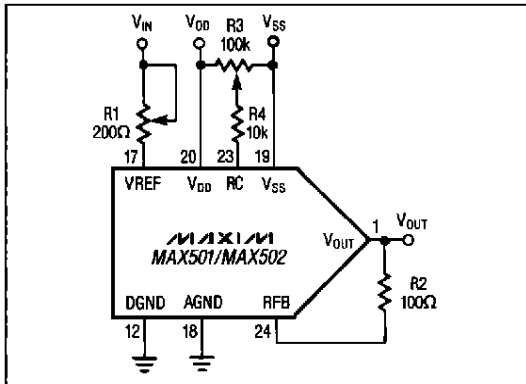 VIN VDD R3 VSS
100k
R1
200Ω
R4
10k
17 20 23 19
VREF VDD RC VSS
MAXIM
MAX501/MAX502
VOUT 1 VOUT
R2
100Ω
DGND AGND RFB
12 18 24